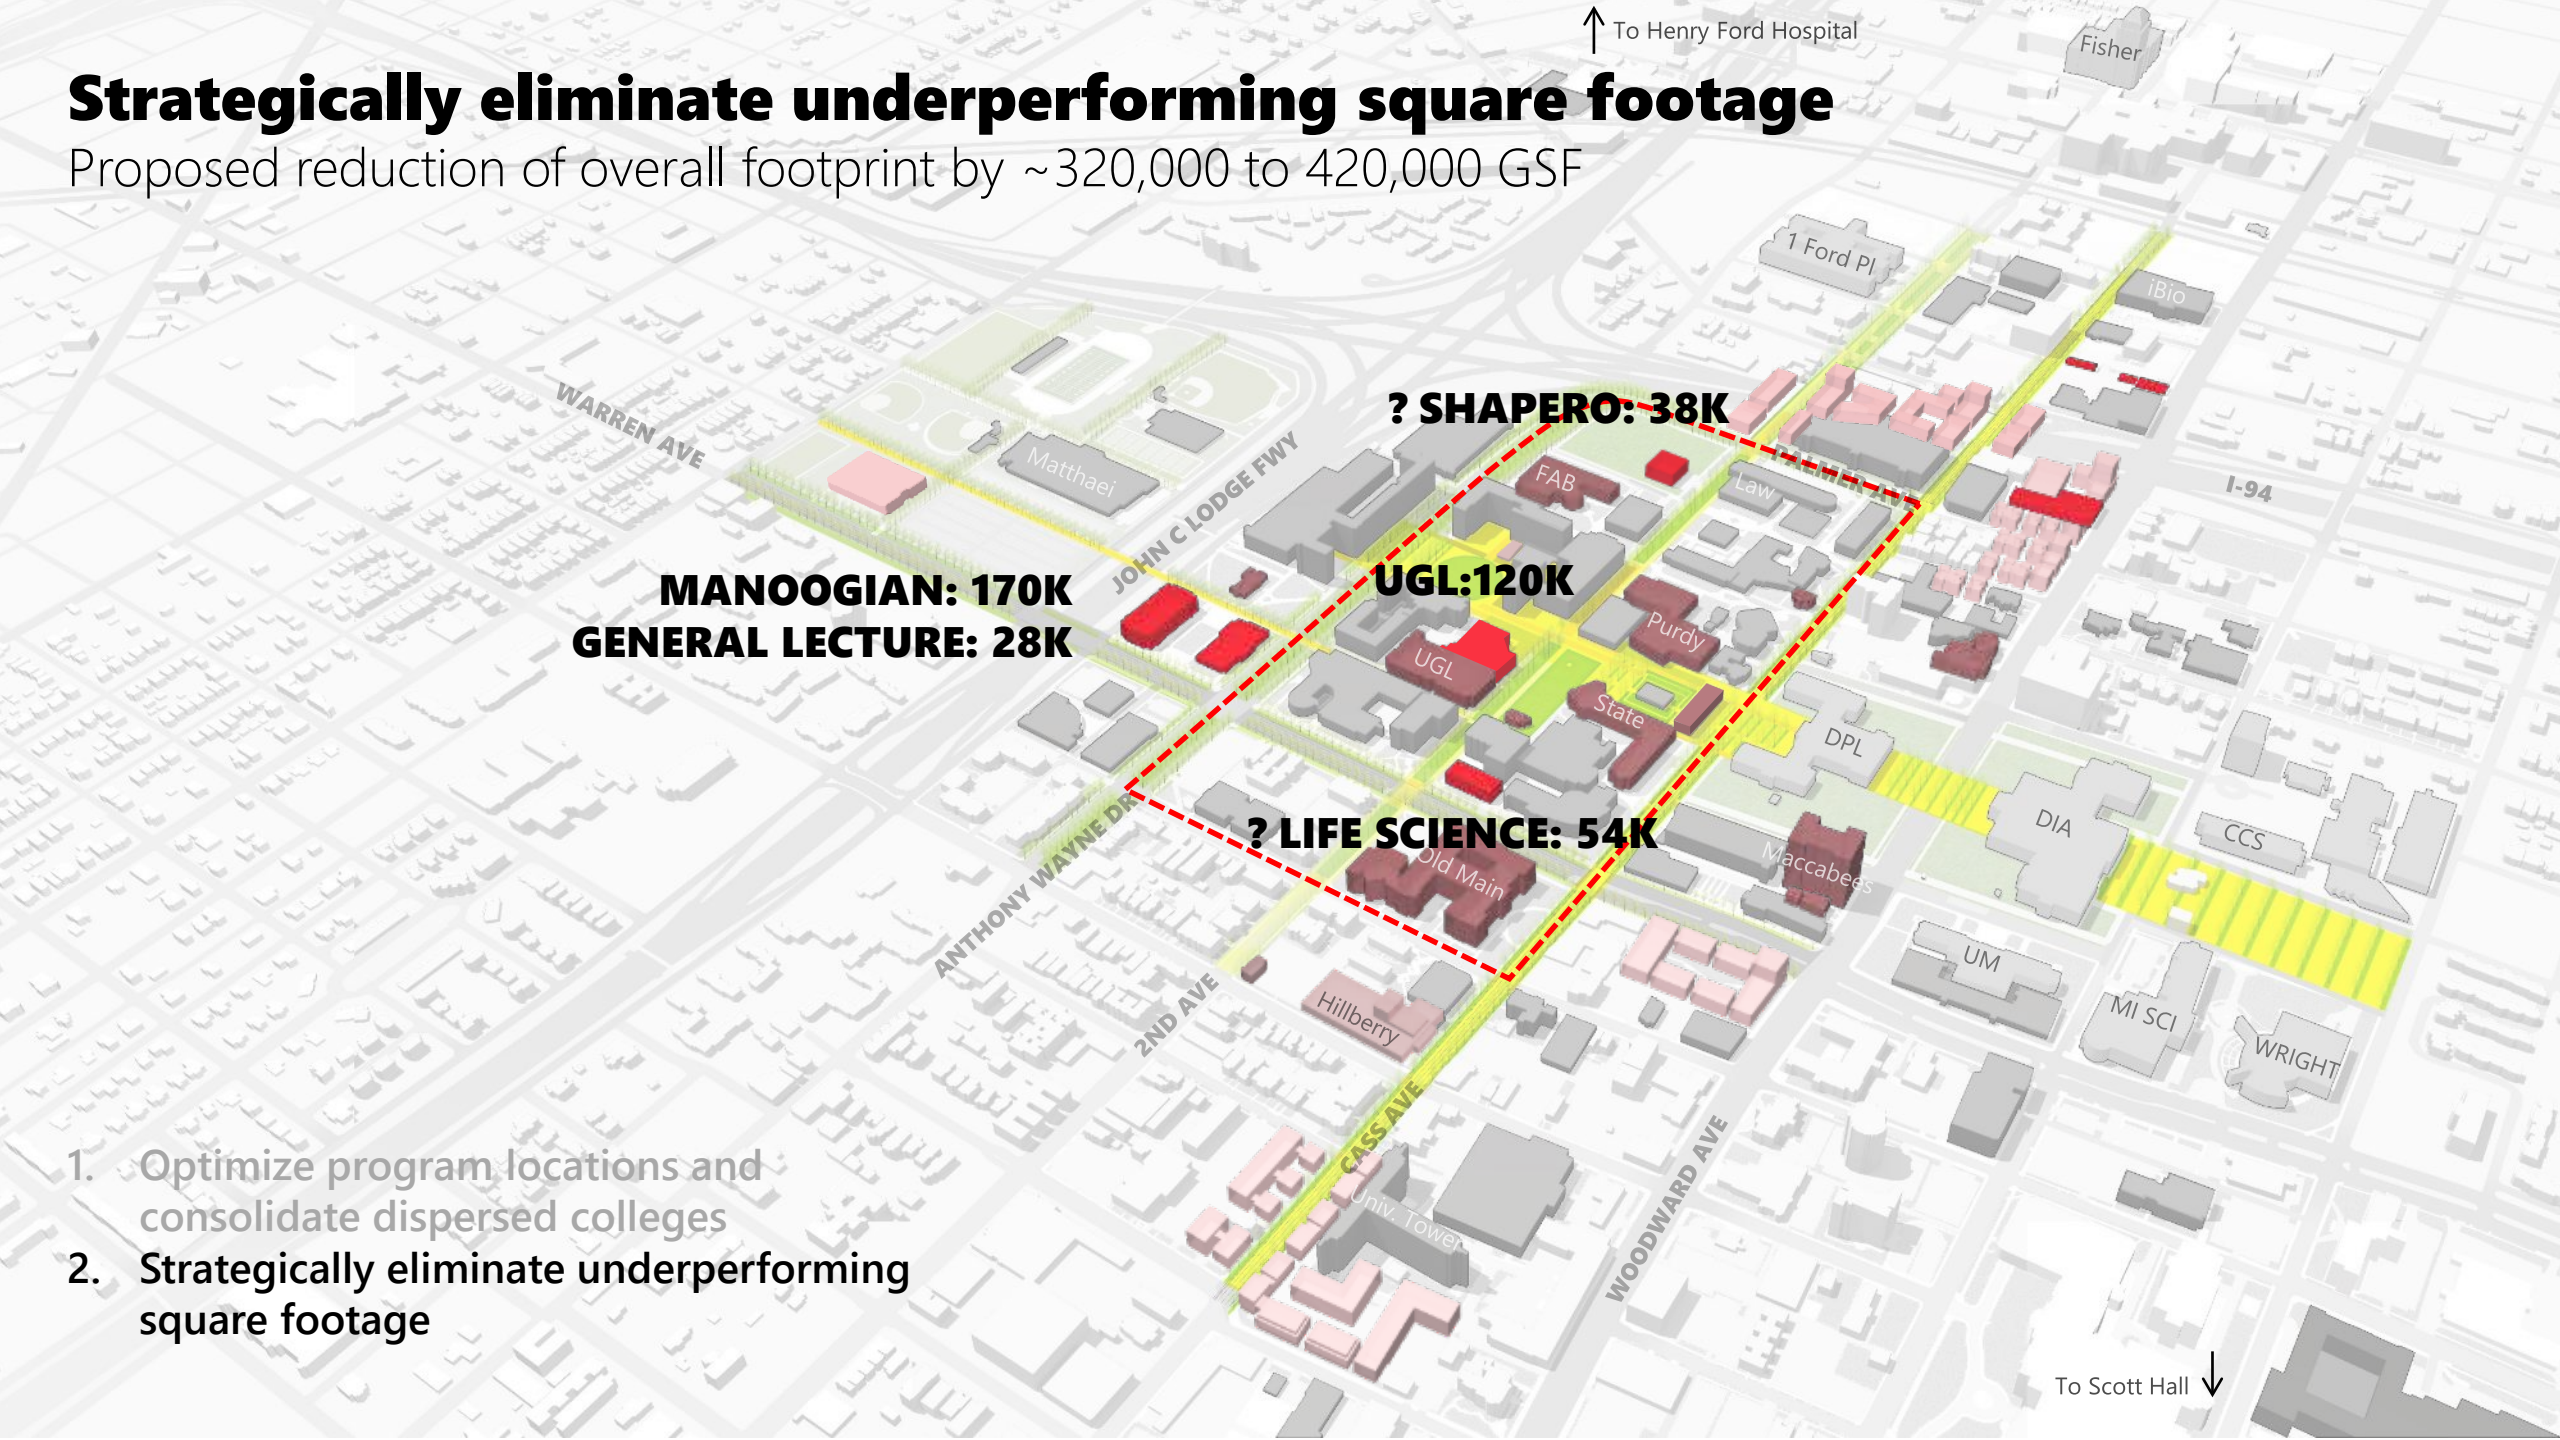 To Henry Ford Hospital
Fisher
Strategically eliminate underperforming square footage
Proposed reduction of overall footprint by ~320,000 to 420,000 GSF
1 Ford Pl
iBio
? SHAPERO: 38K
WARREN AVE
Matthaei
JOHN C LODGE FWY
FAB
Law
PALMER AVE
I-94
MANOOGIAN: 170K
GENERAL LECTURE: 28K
UGL:120K
UGL
Purdy
State
DPL
DIA
CCS
? LIFE SCIENCE: 54K
Old Main
Maccabees
ANTHONY WAYNE DR
2ND AVE
Hillberry
UM
MI SCI
WRIGHT
CASS AVE
Univ. Tower
WOODWARD AVE
1. Optimize program locations and
consolidate dispersed colleges
2. Strategically eliminate underperforming
square footage
To Scott Hall